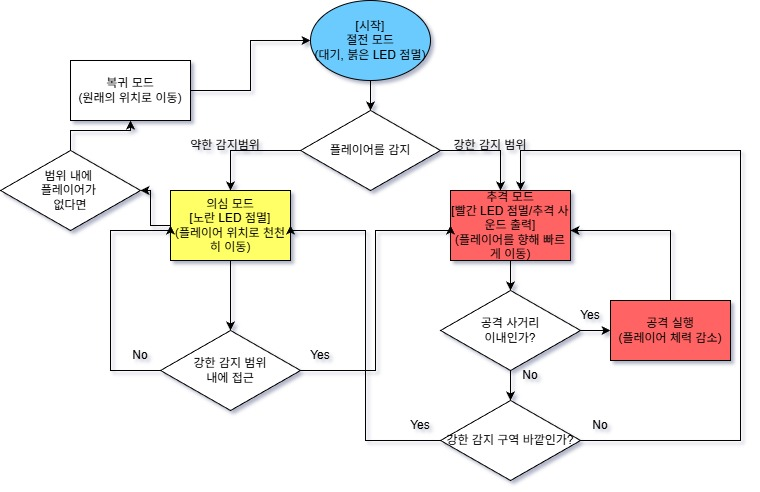 [시작]
절전 모드
(대기, 붉은 LED 점멸)
복귀 모드
(원래의 위치로 이동)
플레이어를 감지
약한 감지범위
강한 감지 범위
범위 내에
플레이어가
없다면
의심 모드
[노란 LED 점멸]
(플레이어 위치로 천천
히 이동)
추격 모드
[빨간 LED 점멸/추격 사
운드 출력]
(플레이어를 향해 빠르
게 이동)
공격 사거리
이내인가?
Yes
공격 실행
(플레이어 체력 감소)
No
강한 감지 범위
내에 접근
No
Yes
강한 감지 구역 바깥인가?
Yes
No